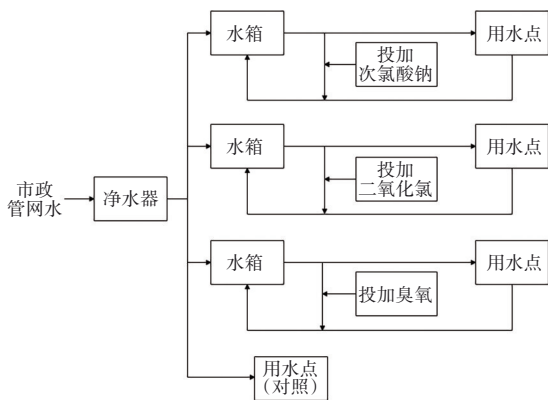 水箱
用水点
投加
次氯酸钠
水箱
用水点
投加
二氧化氯
市政
管网水
净水器
水箱
用水点
投加臭氧
用水点
（对照）